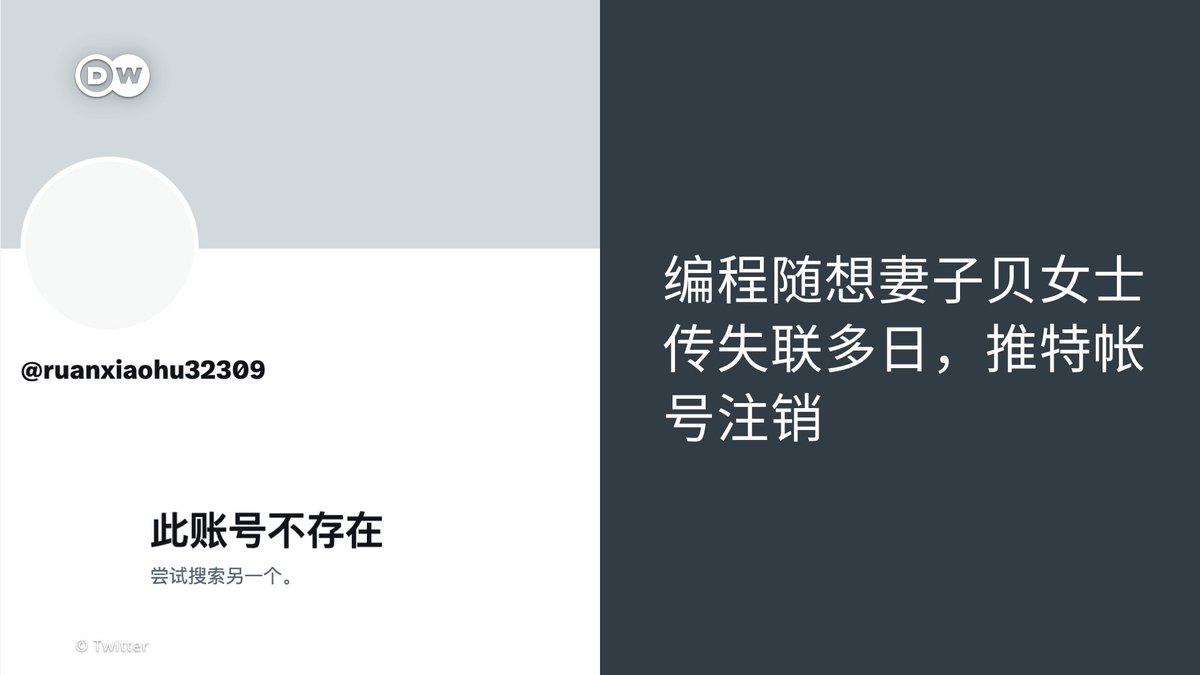 DW
@ruanxiaohu32309
此账号不存在
尝试搜索另一个。
© Twitter
编程随想妻子贝女士
传失联多日，推特帐
号注销